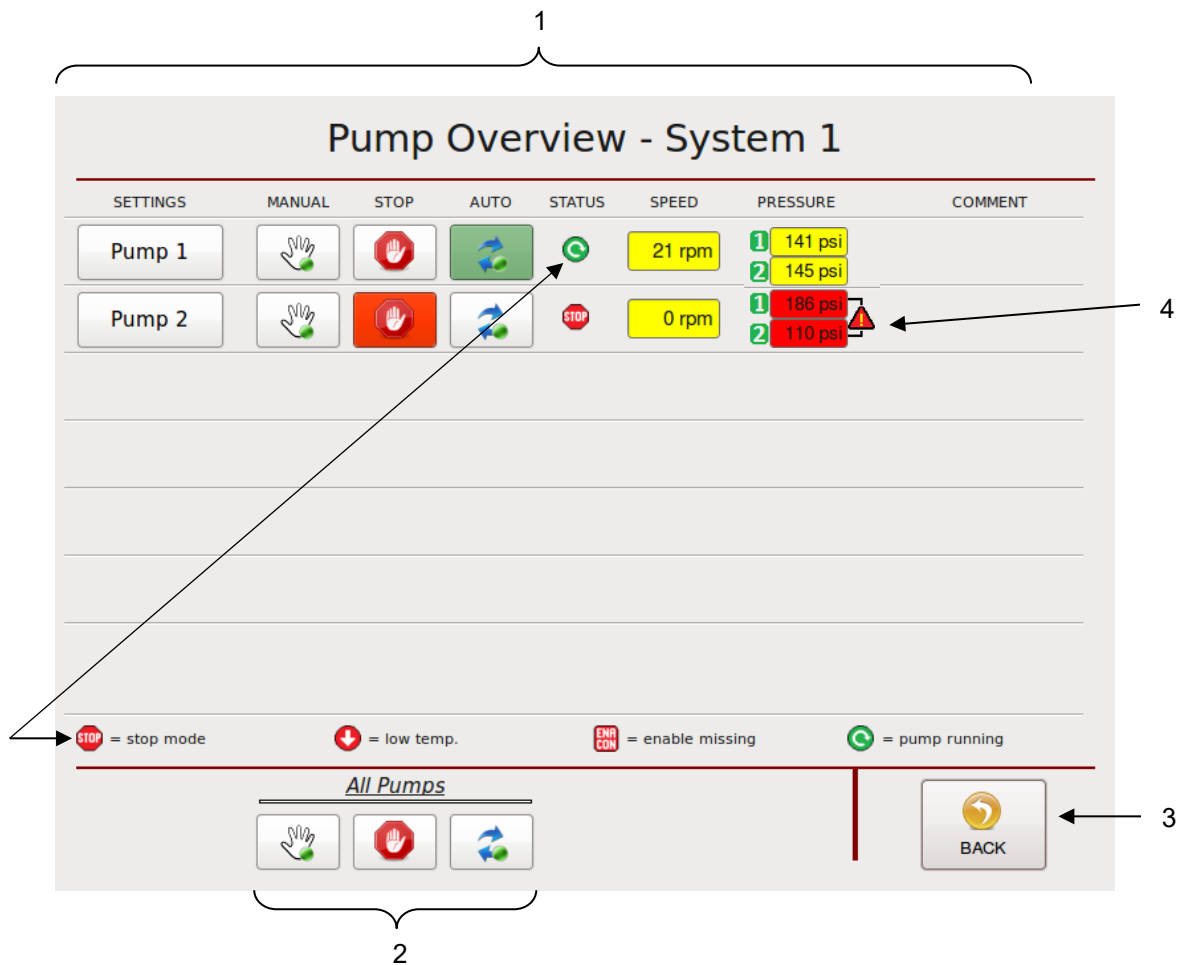 1
Pump Overview - System 1
SETTINGS MANUAL STOP AUTO STATUS SPEED PRESSURE COMMENT
Pump 1 21 rpm 1 141 psi
2 145 psi
Pump 2 STOP 0 rpm 1 186 psi
2 110 psi
4
STOP = stop mode = low temp. ENA CON = enable missing = pump running
All Pumps
BACK
3
2